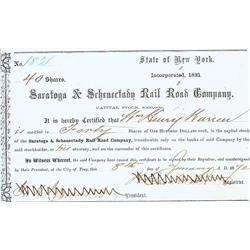 No. 1821
State of New York.
40 Shares.
Incorporated, 1831.
Saratoga & Schenectady Rail Road Company.
CAPITAL STOCK,
It is hereby Certified that Wm Henry Warren
is entitled to Forty SHARES OF ONE HUNDRED DOLLARS each, in the capital stock
of the Saratoga & Schenectady Rail Road Company, transferable only on the books of said Company by the
said stockholder, or his attorney, on the surrender of this certificate.
In Witness Whereof, the said Company have caused this certificate to be signed by their Registrar, and countersigned
by their President, at the City of Troy, this 8th day of January A. D.
Registrar.
President.